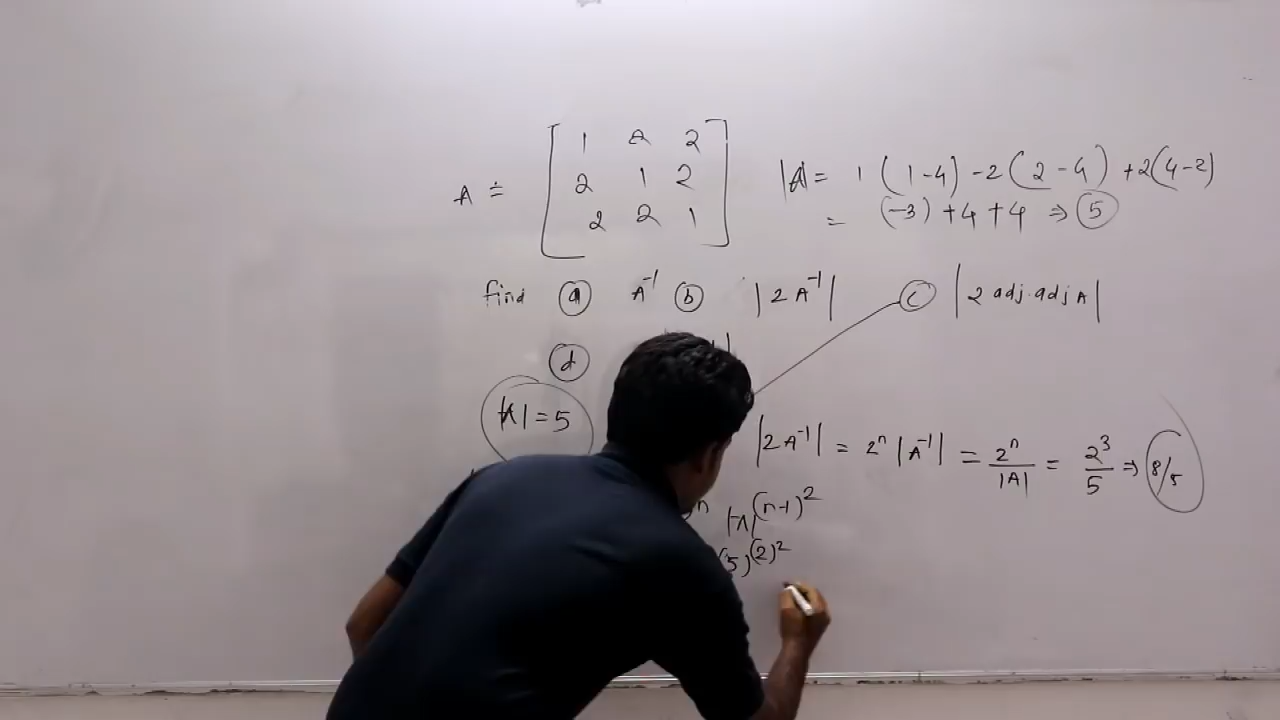 A = [ 1 2 2
2 1 2
2 2 1 ]
|A| = 1 (1-4) -2 (2-4) +2(4-2)
= (-3) +4 +4 ⇒ 5
find (a) A⁻¹ (b) |2A⁻¹| (c) |2 adj. adj A|
(d)
|A| = 5
|2A⁻¹| = 2ⁿ |A⁻¹| = 2ⁿ/|A| = 2³/5 ⇒ 8/5
|A|^(n-1)²
(5)^(2)²